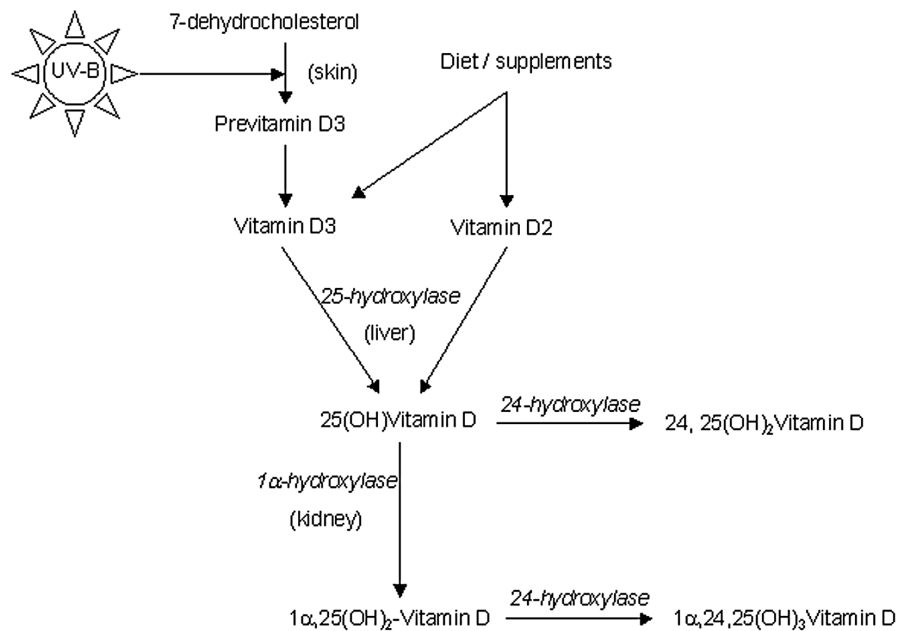 7-dehydrocholesterol
UV-B
(skin)
Diet / supplements
Previtamin D3
Vitamin D3
Vitamin D2
25-hydroxylase
(liver)
25(OH)Vitamin D
24-hydroxylase
24, 25(OH)₂Vitamin D
1α-hydroxylase
(kidney)
1α,25(OH)₂-Vitamin D
24-hydroxylase
1α,24,25(OH)₃Vitamin D